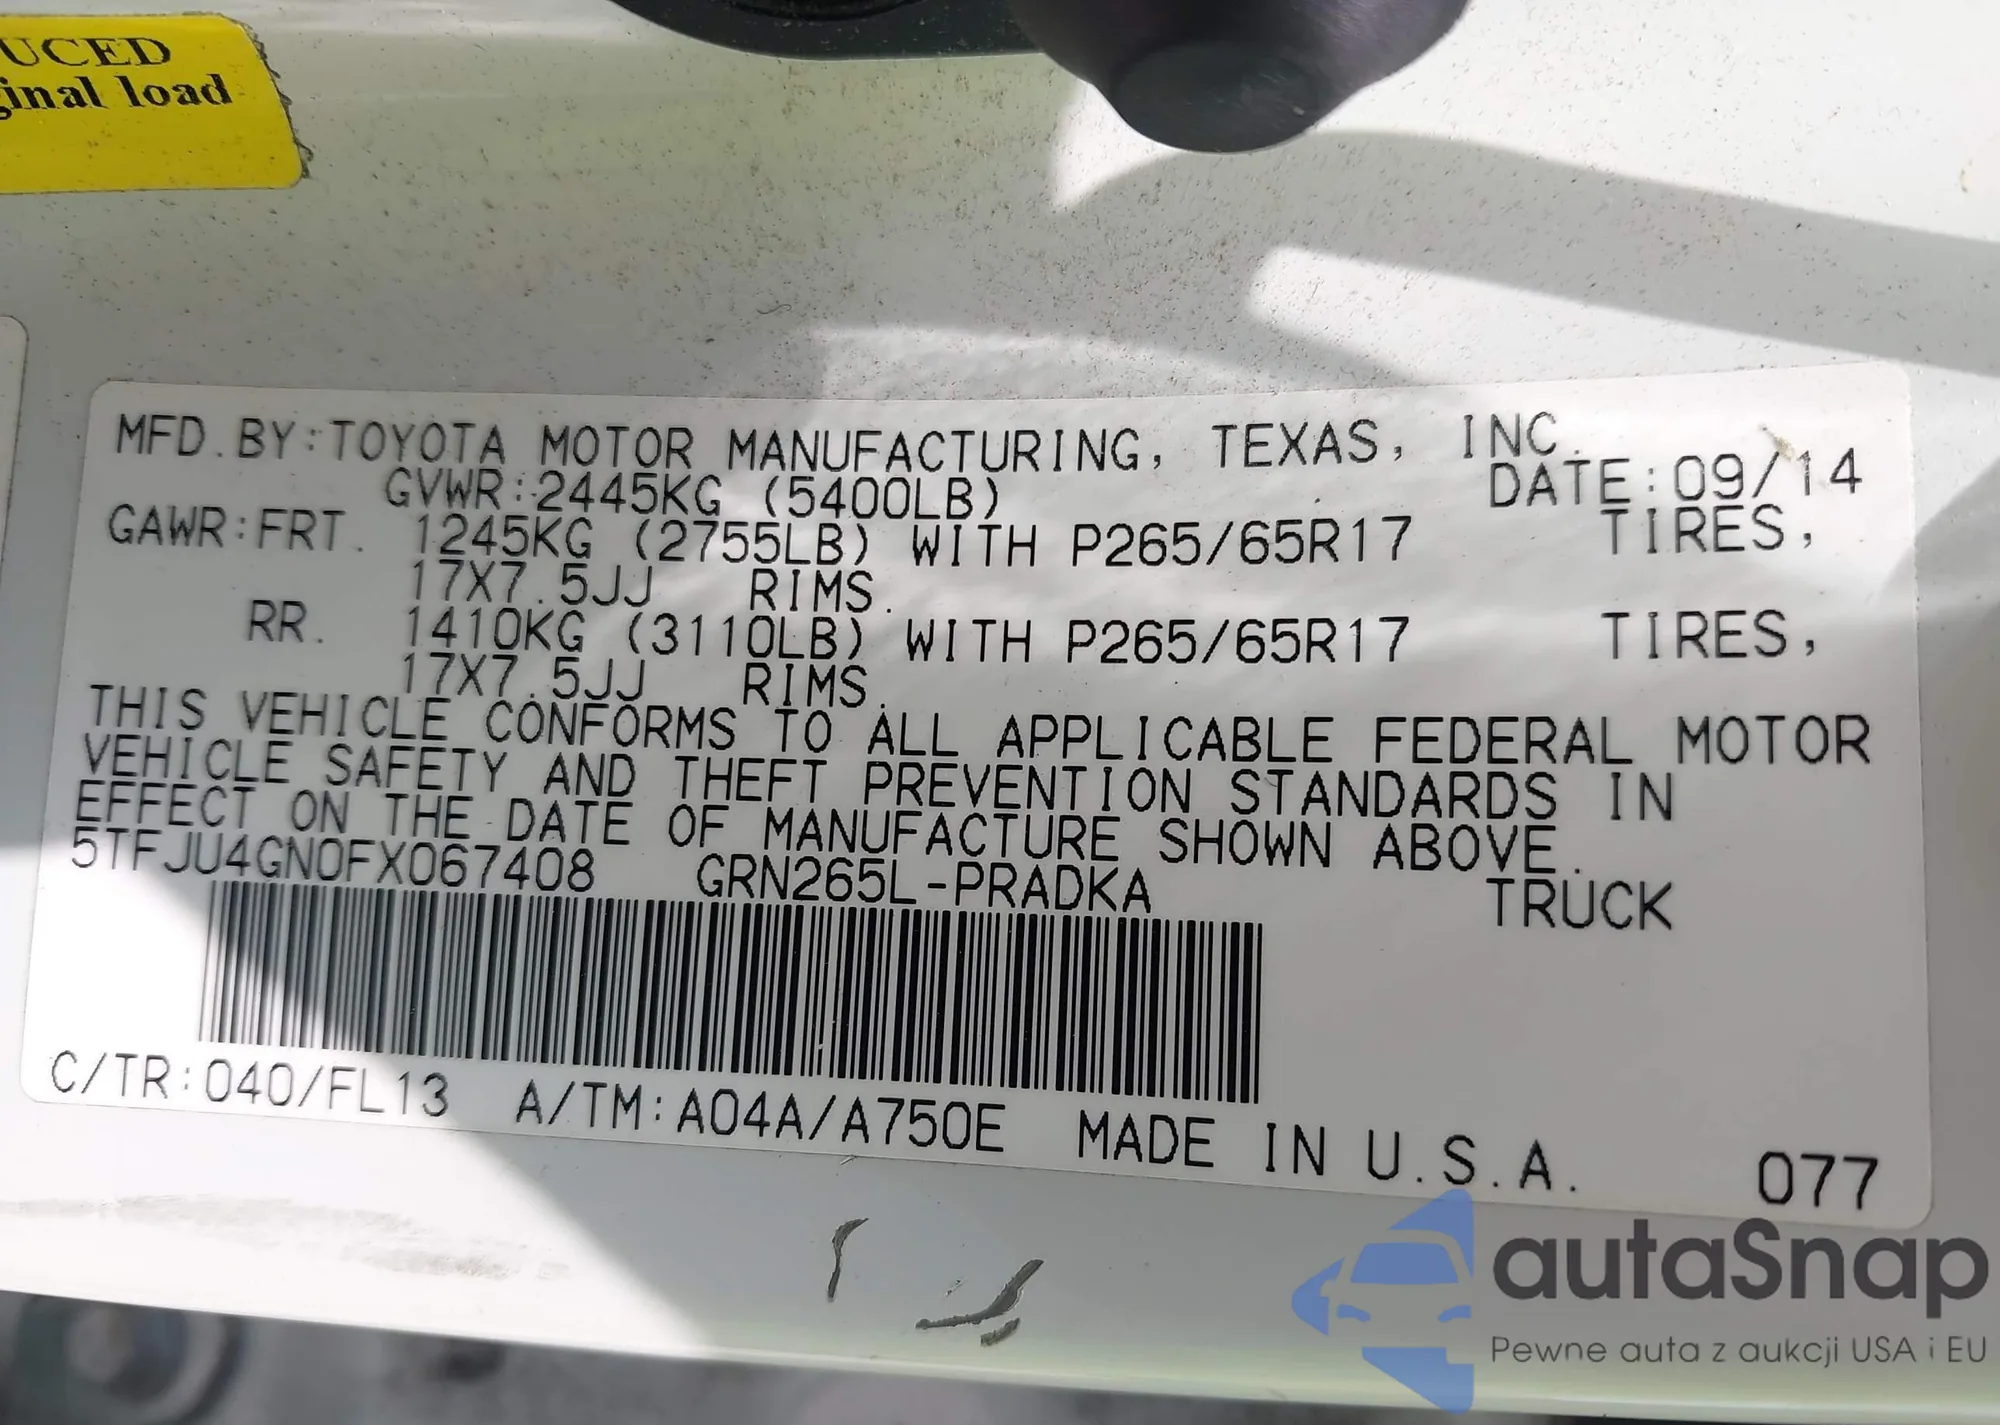 UCED
ginal load
MFD.BY:TOYOTA MOTOR MANUFACTURING, TEXAS, INC.
GVWR:2445KG (5400LB) DATE:09/14
GAWR:FRT. 1245KG (2755LB) WITH P265/65R17 TIRES,
17X7.5JJ RIMS.
RR. 1410KG (3110LB) WITH P265/65R17 TIRES,
17X7.5JJ RIMS.
THIS VEHICLE CONFORMS TO ALL APPLICABLE FEDERAL MOTOR
VEHICLE SAFETY AND THEFT PREVENTION STANDARDS IN
EFFECT ON THE DATE OF MANUFACTURE SHOWN ABOVE.
5TFJU4GN0FX067408 GRN265L-PRADKA TRUCK
C/TR:040/FL13 A/TM:A04A/A750E MADE IN U.S.A. 077
autaSnap
Pewne auta z aukcji USA i EU